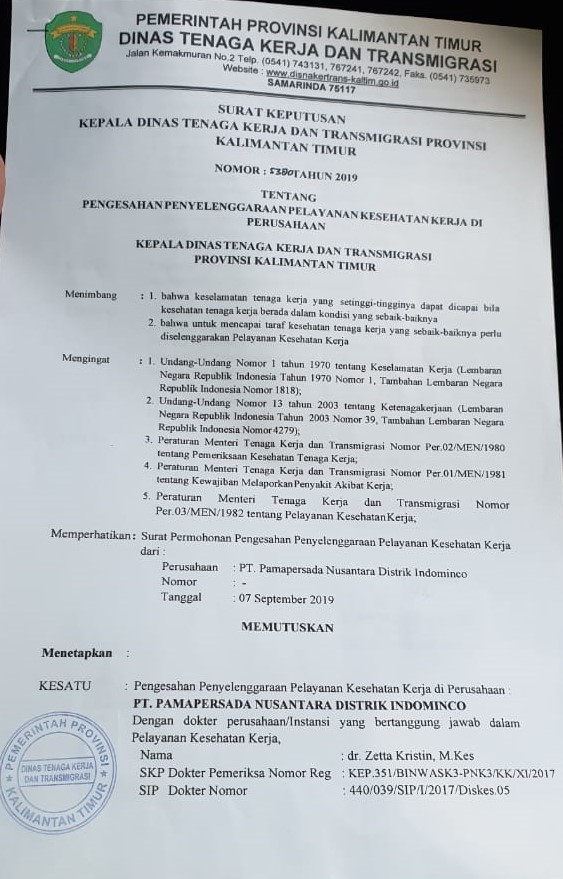 PEMERINTAH PROVINSI KALIMANTAN TIMUR
DINAS TENAGA KERJA DAN TRANSMIGRASI
Jalan Kemakmuran No.2 Telp. (0541) 743131, 767241, 767242, Faks. (0541) 735973
Website : www.disnakertrans-kaltim.go.id
SAMARINDA 75117
SURAT KEPUTUSAN
KEPALA DINAS TENAGA KERJA DAN TRANSMIGRASI PROVINSI
KALIMANTAN TIMUR
NOMOR : 5380 TAHUN 2019
TENTANG
PENGESAHAN PENYELENGGARAAN PELAYANAN KESEHATAN KERJA DI
PERUSAHAAN
KEPALA DINAS TENAGA KERJA DAN TRANSMIGRASI
PROVINSI KALIMANTAN TIMUR
Menimbang : 1. bahwa keselamatan tenaga kerja yang setinggi-tingginya dapat dicapai bila
kesehatan tenaga kerja berada dalam kondisi yang sebaik-baiknya
2. bahwa untuk mencapai taraf kesehatan tenaga kerja yang sebaik-baiknya perlu
diselenggarakan Pelayanan Kesehatan Kerja
Mengingat : 1. Undang-Undang Nomor 1 tahun 1970 tentang Keselamatan Kerja (Lembaran
Negara Republik Indonesia Tahun 1970 Nomor 1, Tambahan Lembaran Negara
Republik Indonesia Nomor 1818);
2. Undang-Undang Nomor 13 tahun 2003 tentang Ketenagakerjaan (Lembaran
Negara Republik Indonesia Tahun 2003 Nomor 39, Tambahan Lembaran Negara
Republik Indonesia Nomor 4279);
3. Peraturan Menteri Tenaga Kerja dan Transmigrasi Nomor Per.02/MEN/1980
tentang Pemeriksaan Kesehatan Tenaga Kerja;
4. Peraturan Menteri Tenaga Kerja dan Transmigrasi Nomor Per.01/MEN/1981
tentang Kewajiban Melaporkan Penyakit Akibat Kerja;
5. Peraturan Menteri Tenaga Kerja dan Transmigrasi Nomor
Per.03/MEN/1982 tentang Pelayanan Kesehatan Kerja;
Memperhatikan : Surat Permohonan Pengesahan Penyelenggaraan Pelayanan Kesehatan Kerja
dari :
Perusahaan : PT. Pamapersada Nusantara Distrik Indominco
Nomor : -
Tanggal : 07 September 2019
MEMUTUSKAN
Menetapkan :
KESATU : Pengesahan Penyelenggaraan Pelayanan Kesehatan Kerja di Perusahaan :
PT. PAMAPERSADA NUSANTARA DISTRIK INDOMINCO
Dengan dokter perusahaan/Instansi yang bertanggung jawab dalam
Pelayanan Kesehatan Kerja,
Nama : dr. Zetta Kristin, M.Kes
SKP Dokter Pemeriksa Nomor Reg : KEP.351/BINWASK3-PNK3/KK/XI/2017
SIP Dokter Nomor : 440/039/SIP/I/2017/Diskes.05
PEMERINTAH PROVINSI
DINAS TENAGA KERJA
DAN TRANSMIGRASI
KALIMANTAN TIMUR